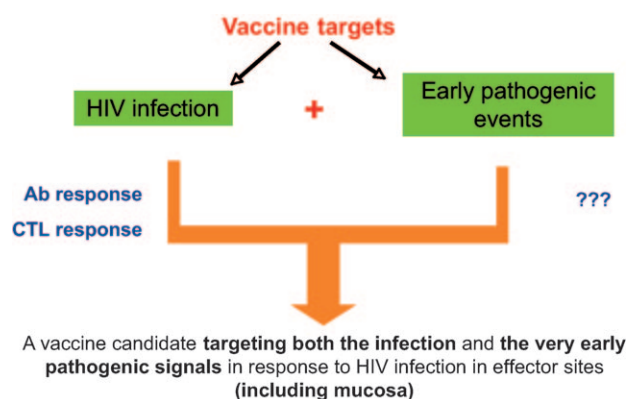 Vaccine targets
HIV infection
+
Early pathogenic
events
Ab response
CTL response
???
A vaccine candidate targeting both the infection and the very early
pathogenic signals in response to HIV infection in effector sites
(including mucosa)